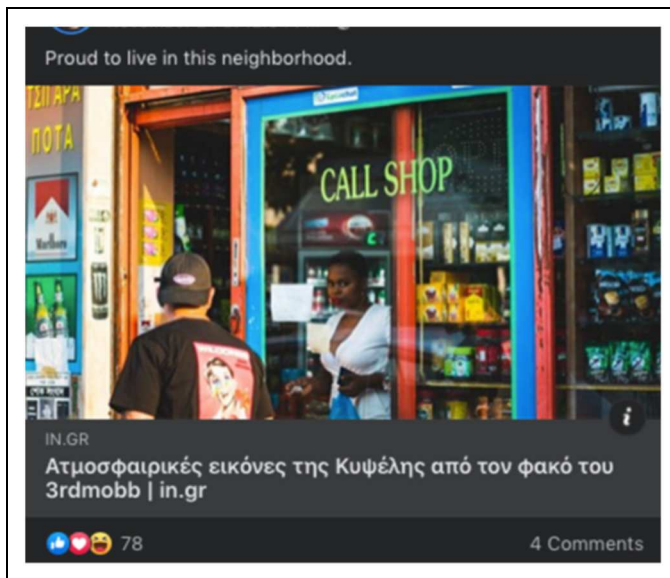 Proud to live in this neighborhood.
ΤΣΙΓΑΡΑ
ΠΟΤΑ
CALL SHOP
Marlboro
IN.GR
Ατμοσφαιρικές εικόνες της Κυψέλης από τον φακό του
3rdmobb | in.gr
78
4 Comments